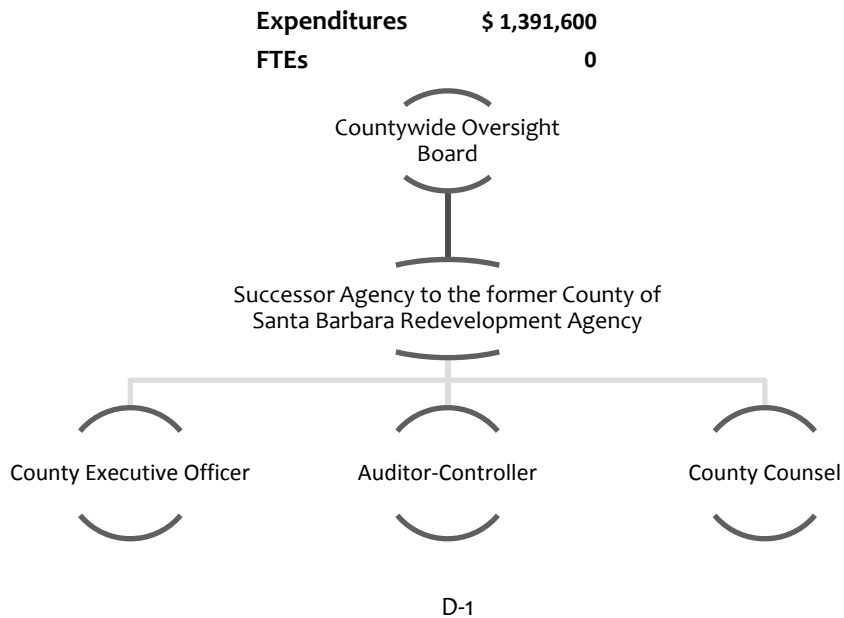 Expenditures $ 1,391,600
FTEs 0
Countywide Oversight
Board
Successor Agency to the former County of
Santa Barbara Redevelopment Agency
County Executive Officer
Auditor-Controller
County Counsel
D-1